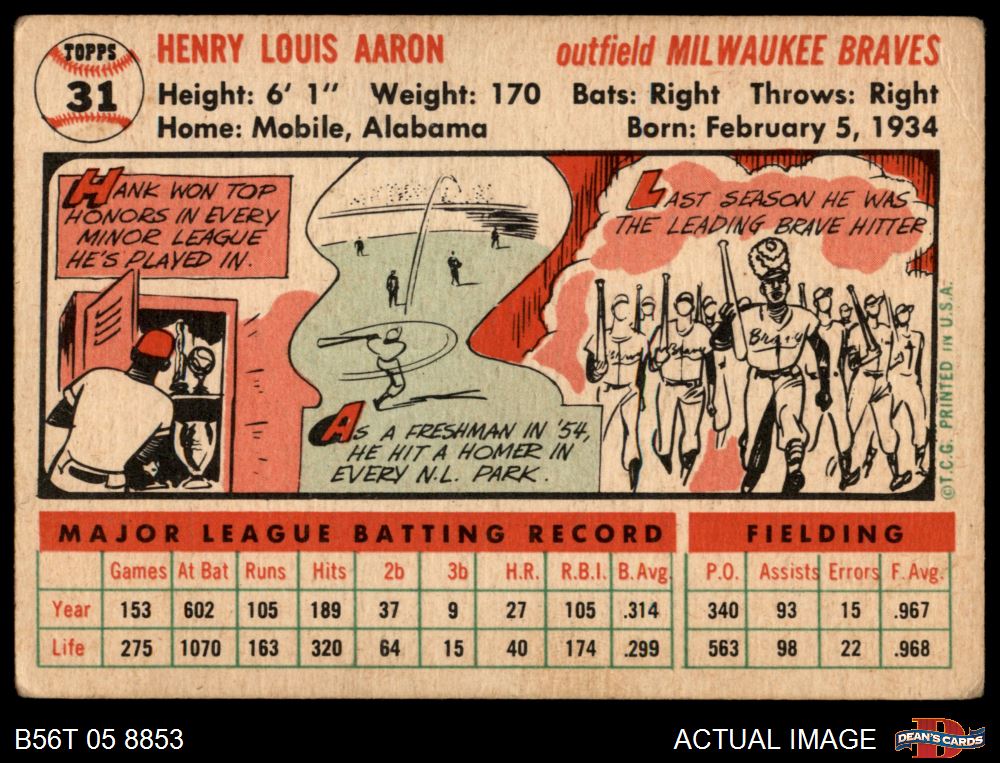 TOPPS
31
HENRY LOUIS AARON outfield MILWAUKEE BRAVES
Height: 6' 1" Weight: 170 Bats: Right Throws: Right
Home: Mobile, Alabama Born: February 5, 1934
HANK WON TOP
HONORS IN EVERY
MINOR LEAGUE
HE'S PLAYED IN.
AS A FRESHMAN IN '54,
HE HIT A HOMER IN
EVERY N.L. PARK.
LAST SEASON HE WAS
THE LEADING BRAVE HITTER.
Braves
©T.C.G. PRINTED IN U.S.A.
MAJOR LEAGUE BATTING RECORD FIELDING
Games At Bat Runs Hits 2b 3b H.R. R.B.I. B.Avg. P.O. Assists Errors F. Avg.
Year 153 602 105 189 37 9 27 105 .314 340 93 15 .967
Life 275 1070 163 320 64 15 40 174 .299 563 98 22 .968
B56T 05 8853 ACTUAL IMAGE DEAN'S CARDS